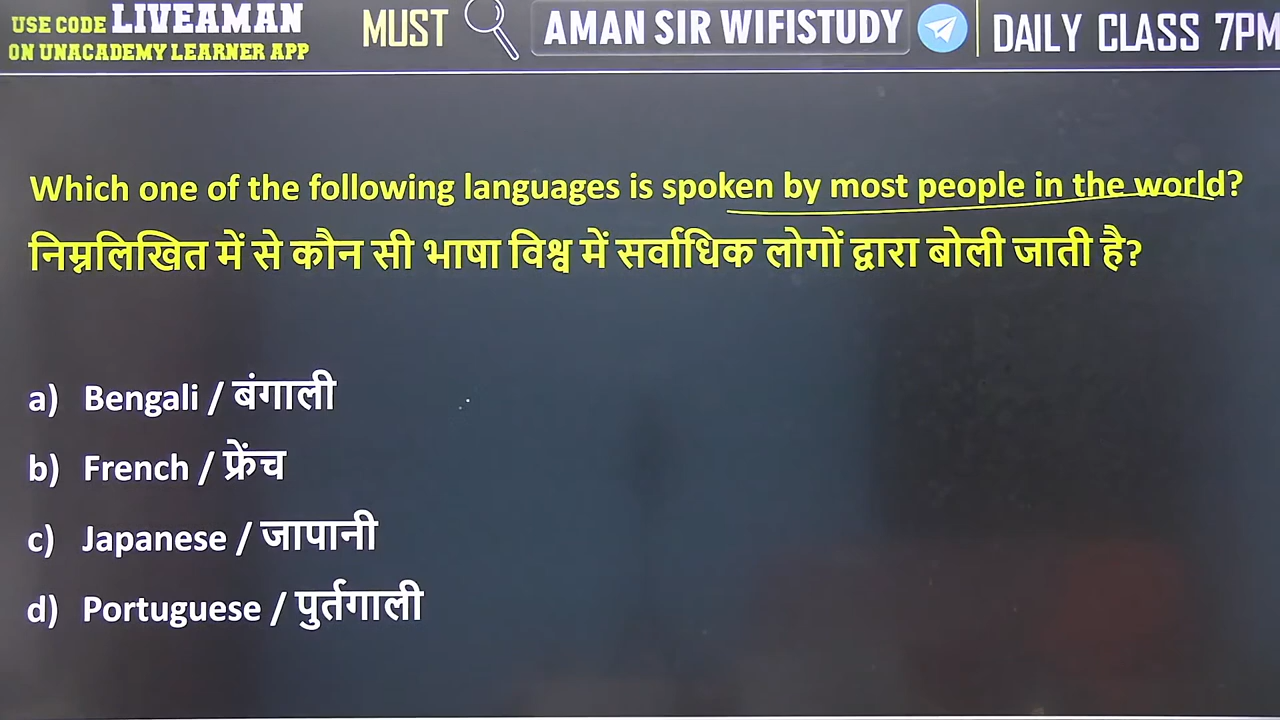 USE CODE LIVEAMAN
ON UNACADEMY LEARNER APP
MUST
AMAN SIR WIFISTUDY
DAILY CLASS 7PM
Which one of the following languages is spoken by most people in the world?
निम्नलिखित में से कौन सी भाषा विश्व में सर्वाधिक लोगों द्वारा बोली जाती है?
a) Bengali / बंगाली
b) French / फ्रेंच
c) Japanese / जापानी
d) Portuguese / पुर्तगाली